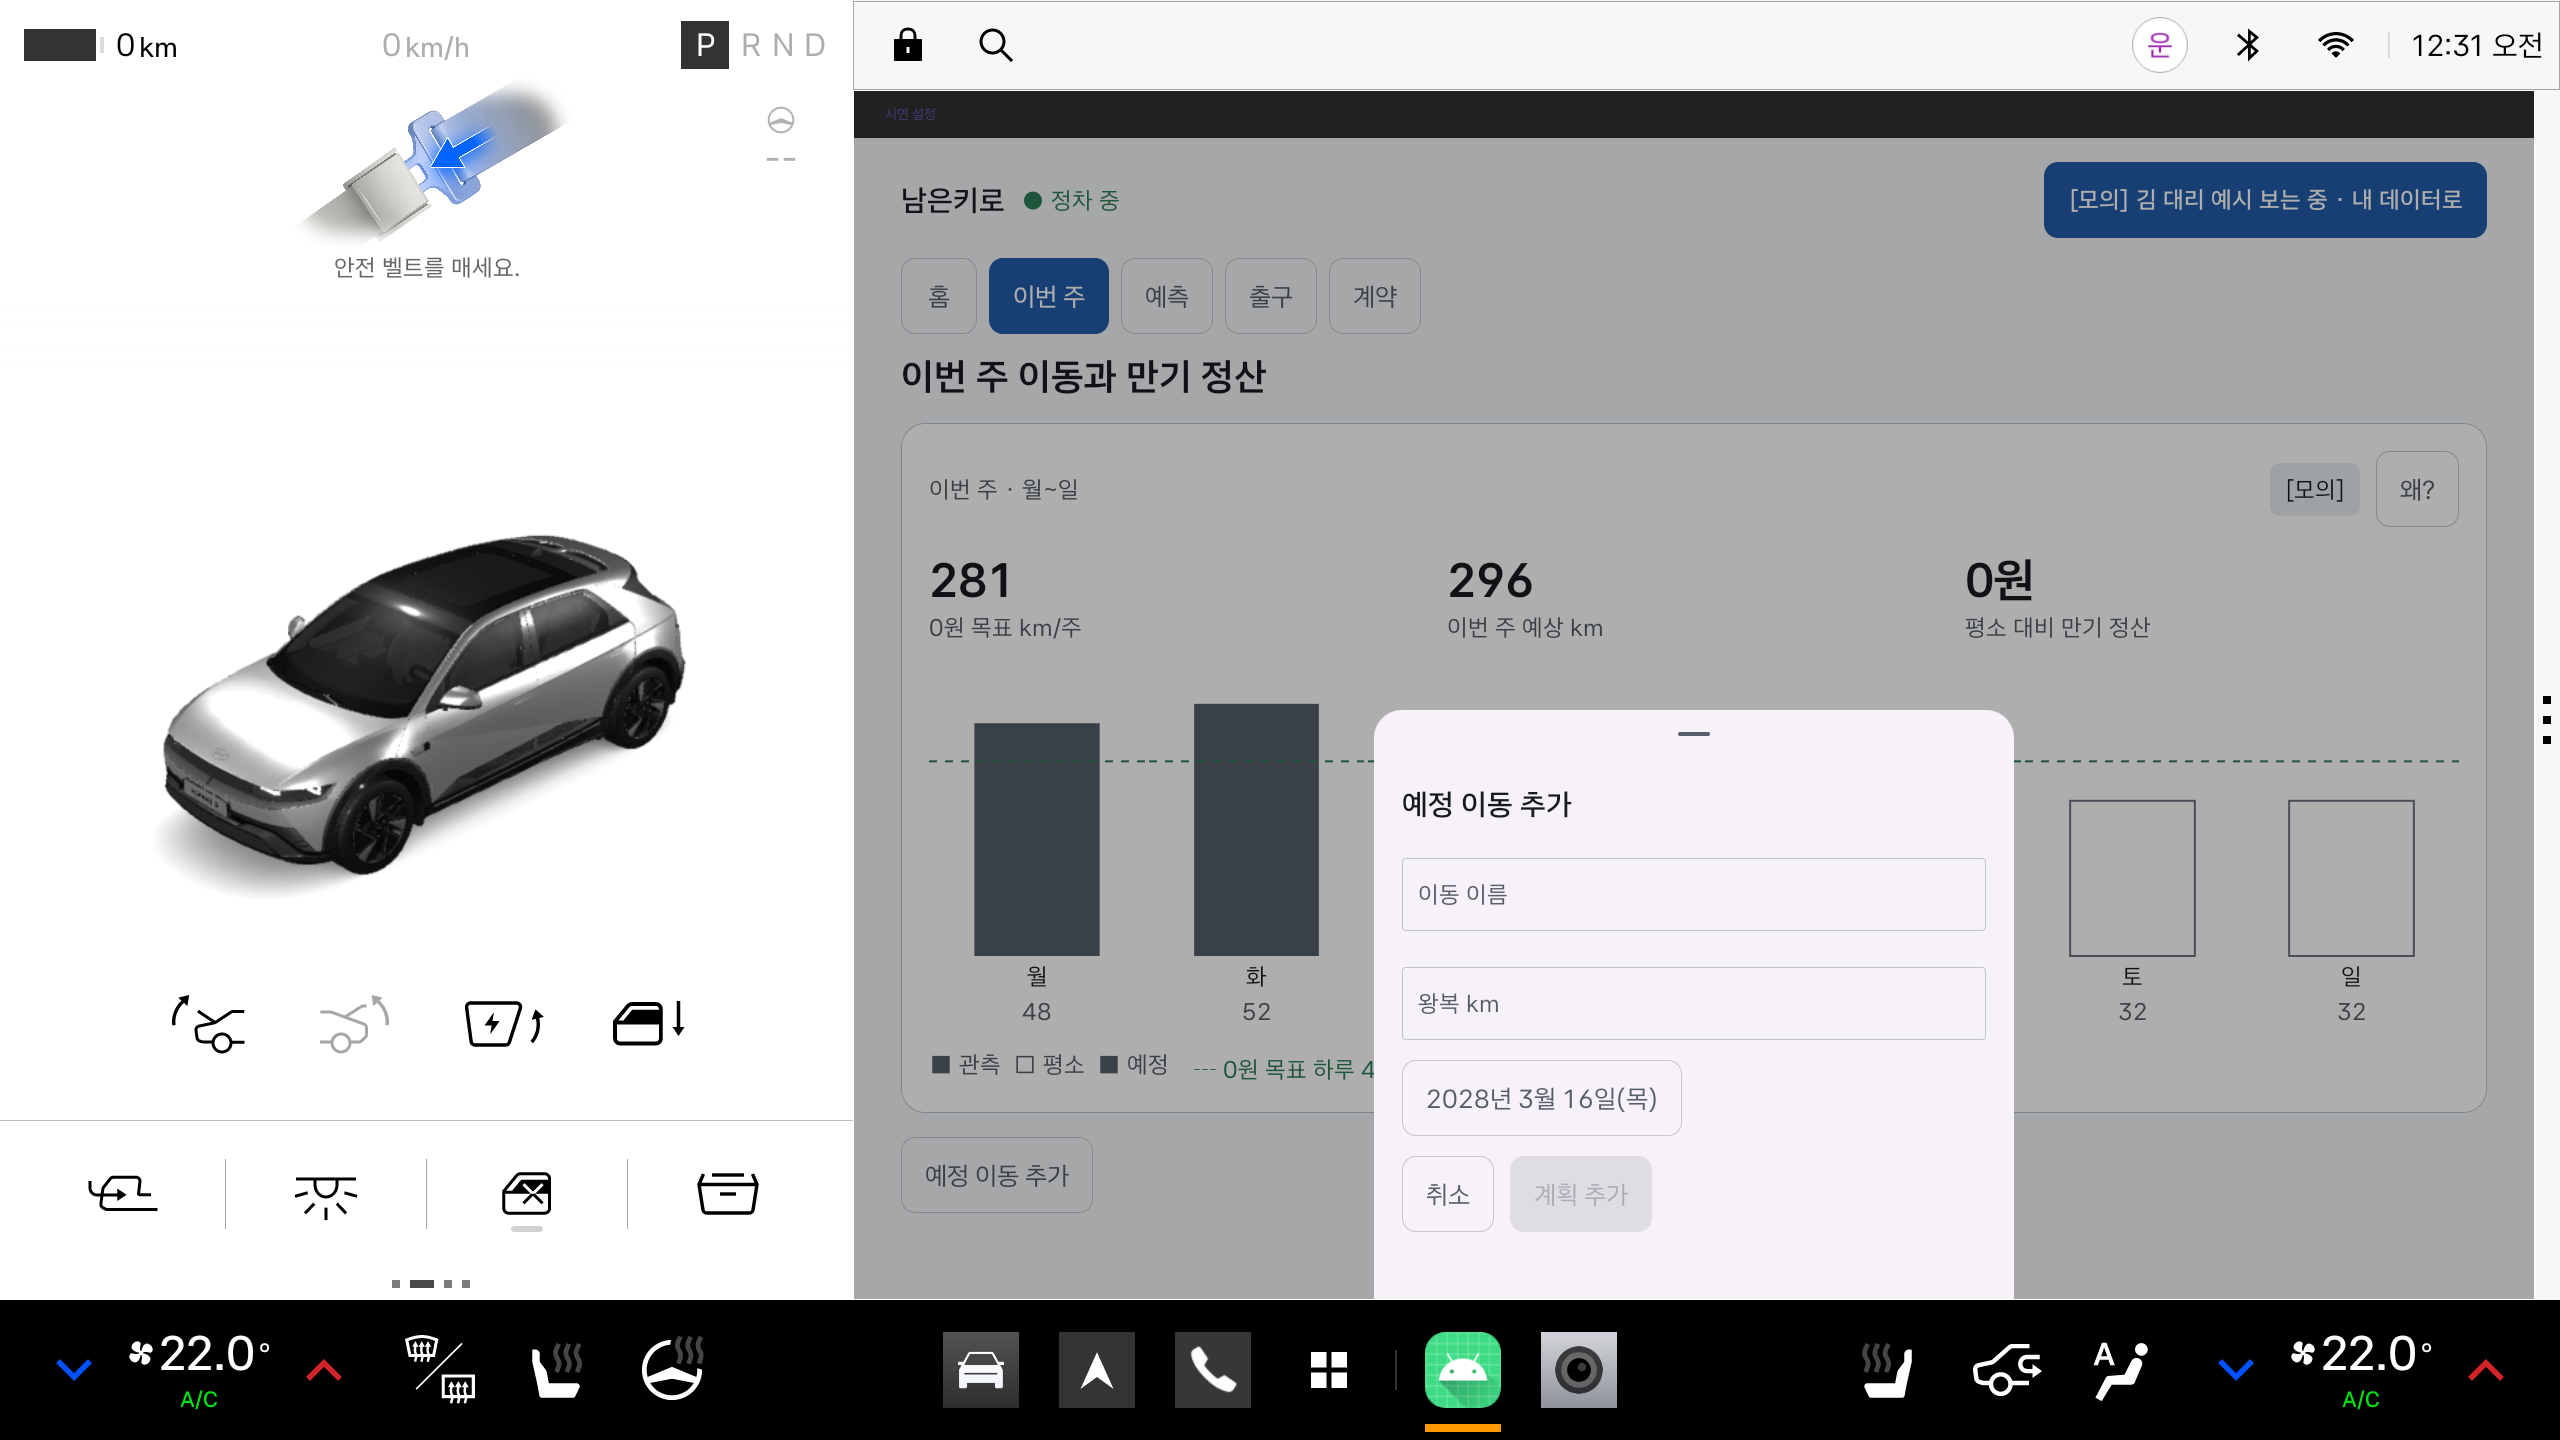 0 km
0 km/h
P R N D
안전 벨트를 매세요.
운
12:31 오전
시연 설정
남은키로
정차 중
[모의] 김 대리 예시 보는 중 · 내 데이터로
홈
이번 주
예측
출구
계약
이번 주 이동과 만기 정산
이번 주 · 월~일
[모의]
왜?
281
0원 목표 km/주
296
이번 주 예상 km
0원
평소 대비 만기 정산
월
48
화
52
토
32
일
32
관측
평소
예정
--- 0원 목표 하루 4
예정 이동 추가
예정 이동 추가
이동 이름
왕복 km
2028년 3월 16일(목)
취소
계획 추가
22.0°
A/C
A
22.0°
A/C